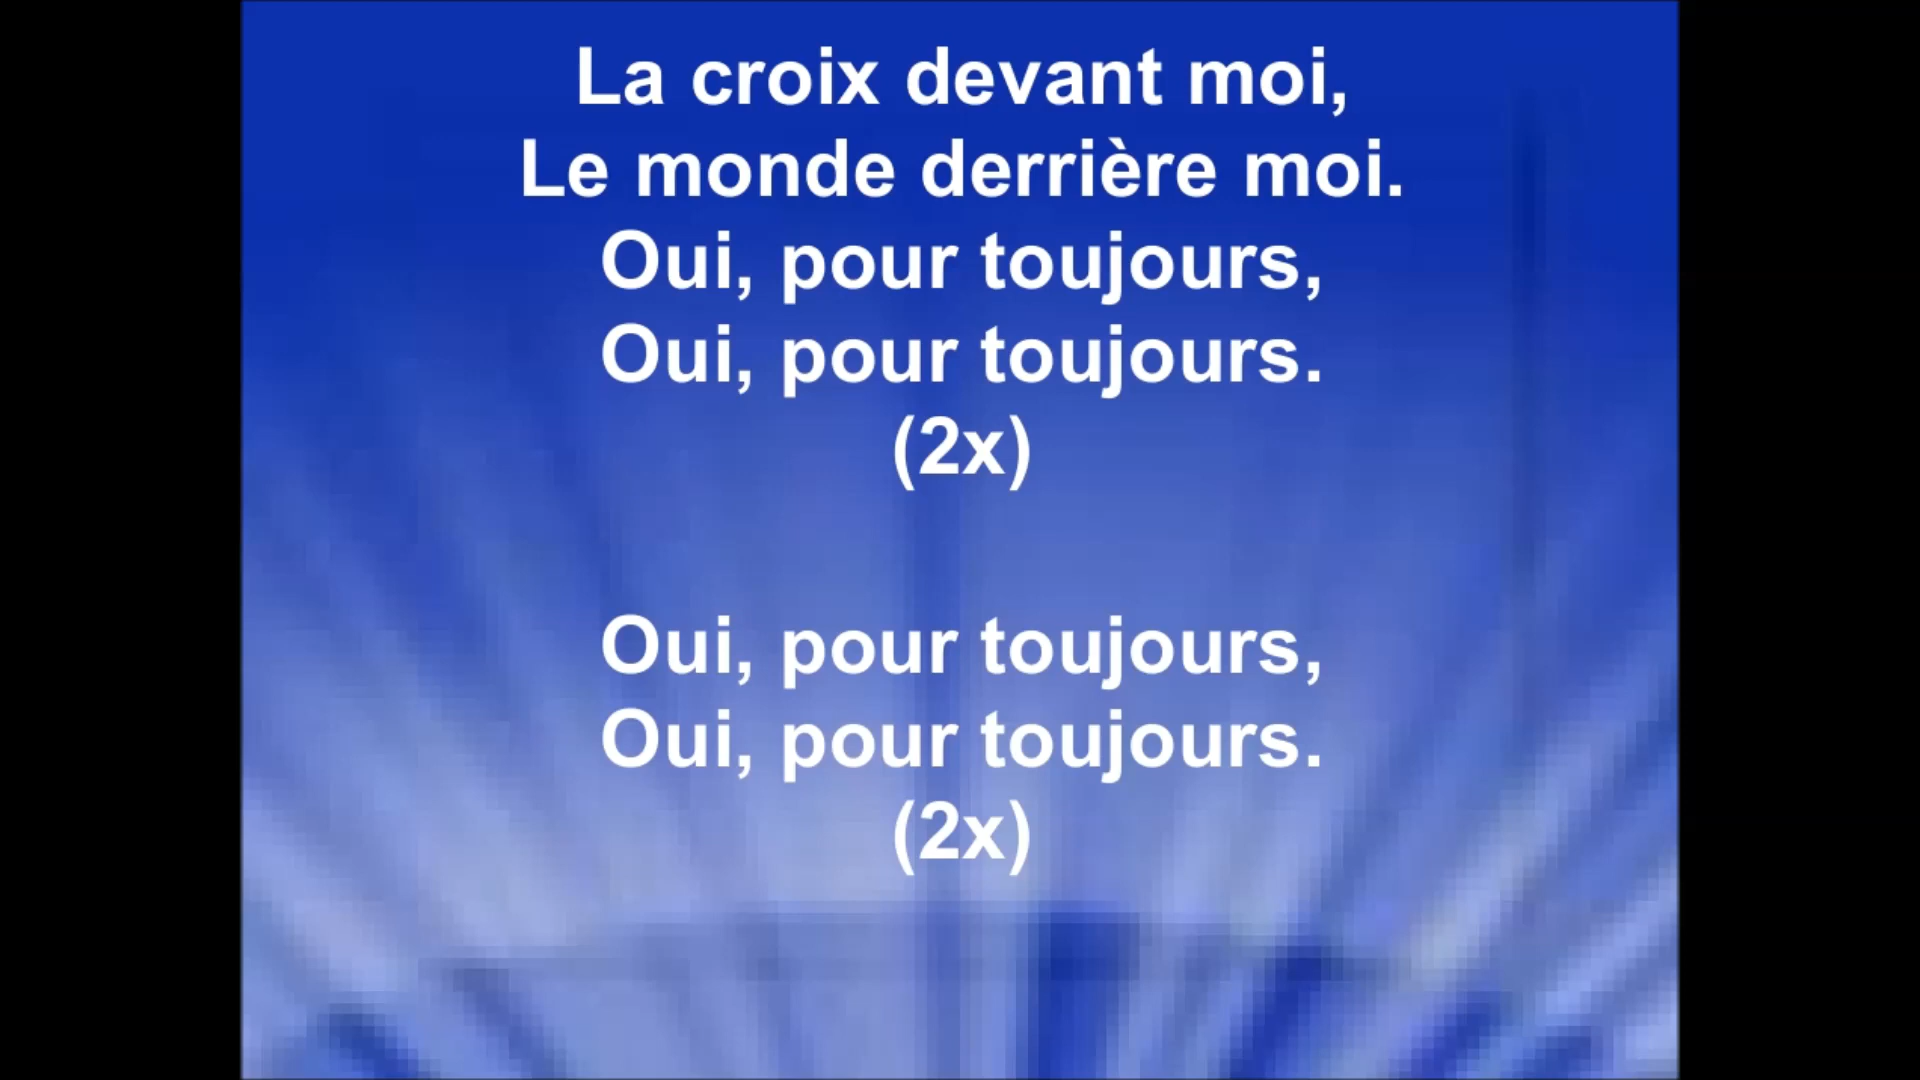 La croix devant moi,
Le monde derrière moi.
Oui, pour toujours,
Oui, pour toujours.
(2x)
Oui, pour toujours,
Oui, pour toujours.
(2x)